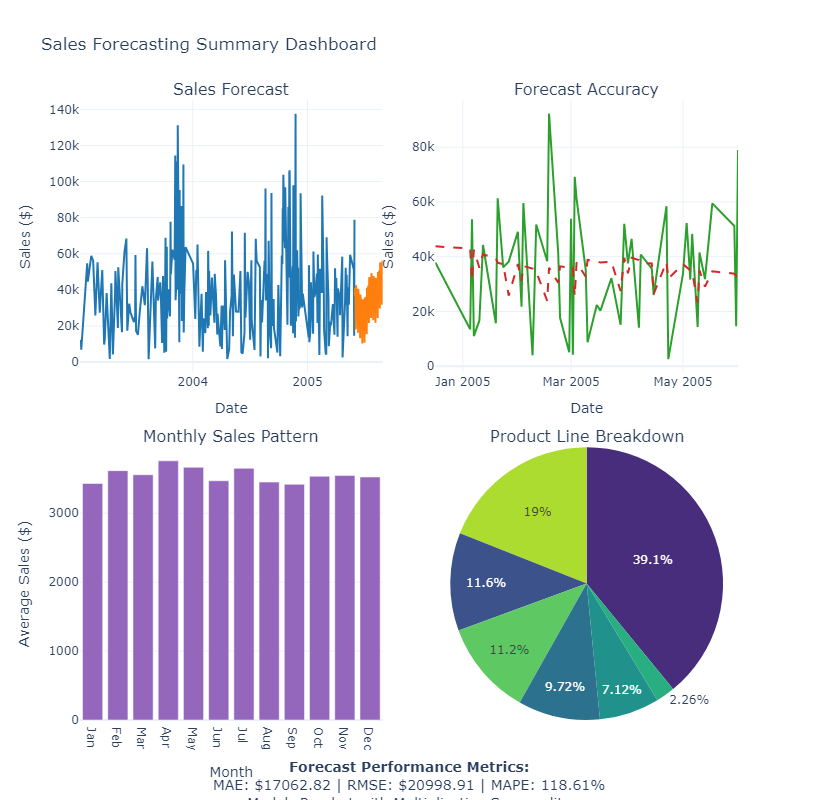 Sales Forecasting Summary Dashboard
Sales Forecast
Sales ($)
140k
120k
100k
80k
60k
40k
20k
0
2004
2005
Date
Forecast Accuracy
Sales ($)
80k
60k
40k
20k
0
Jan 2005
Mar 2005
May 2005
Date
Monthly Sales Pattern
Average Sales ($)
3000
2000
1000
0
Jan
Feb
Mar
Apr
May
Jun
Jul
Aug
Sep
Oct
Nov
Dec
Month
Product Line Breakdown
39.1%
19%
11.6%
11.2%
9.72%
7.12%
2.26%
Forecast Performance Metrics:
MAE: $17062.82 | RMSE: $20998.91 | MAPE: 118.61%